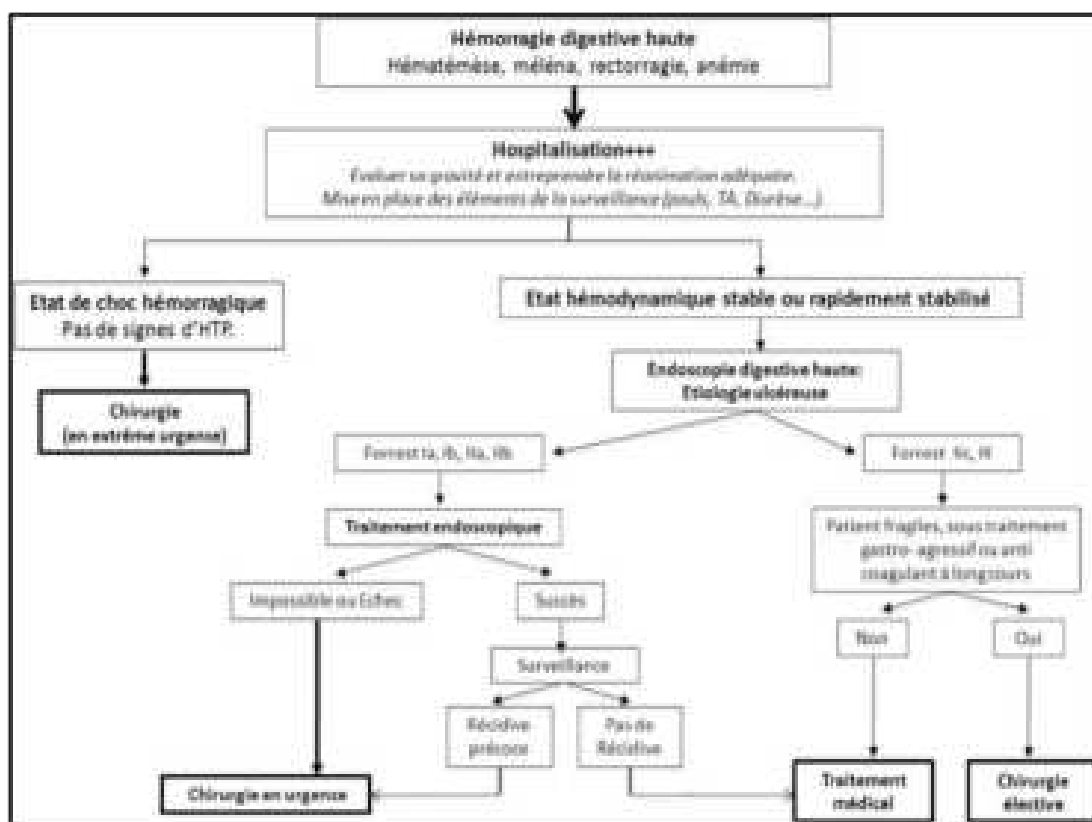 Hémorragie digestive haute
Hématémèse, méléna, rectorragie, anémie
Hospitalisation+++
Évaluer sa gravité et entreprendre la réanimation adéquate.
Mise en place des éléments de la surveillance (pouls, TA, Diurèse...)
Etat de choc hémorragique
Pas de signes d'HTP.
Etat hémodynamique stable ou rapidement stabilisé
Chirurgie
(en extrême urgense)
Endoscopie digestive haute:
Etiologie ulcéreuse
Forrest Ia, Ib, IIa, IIb
Forrest IIc, III
Traitement endoscopique
Patient fragiles, sous traitement
gastro- agressif ou anti
coagulant à long cours
Impossible ou Echec
Succès
Non
Oui
Surveillance
Récidive
précoce
Pas de
Récidive
Chirurgie en urgence
Traitement
médical
Chirurgie
élective